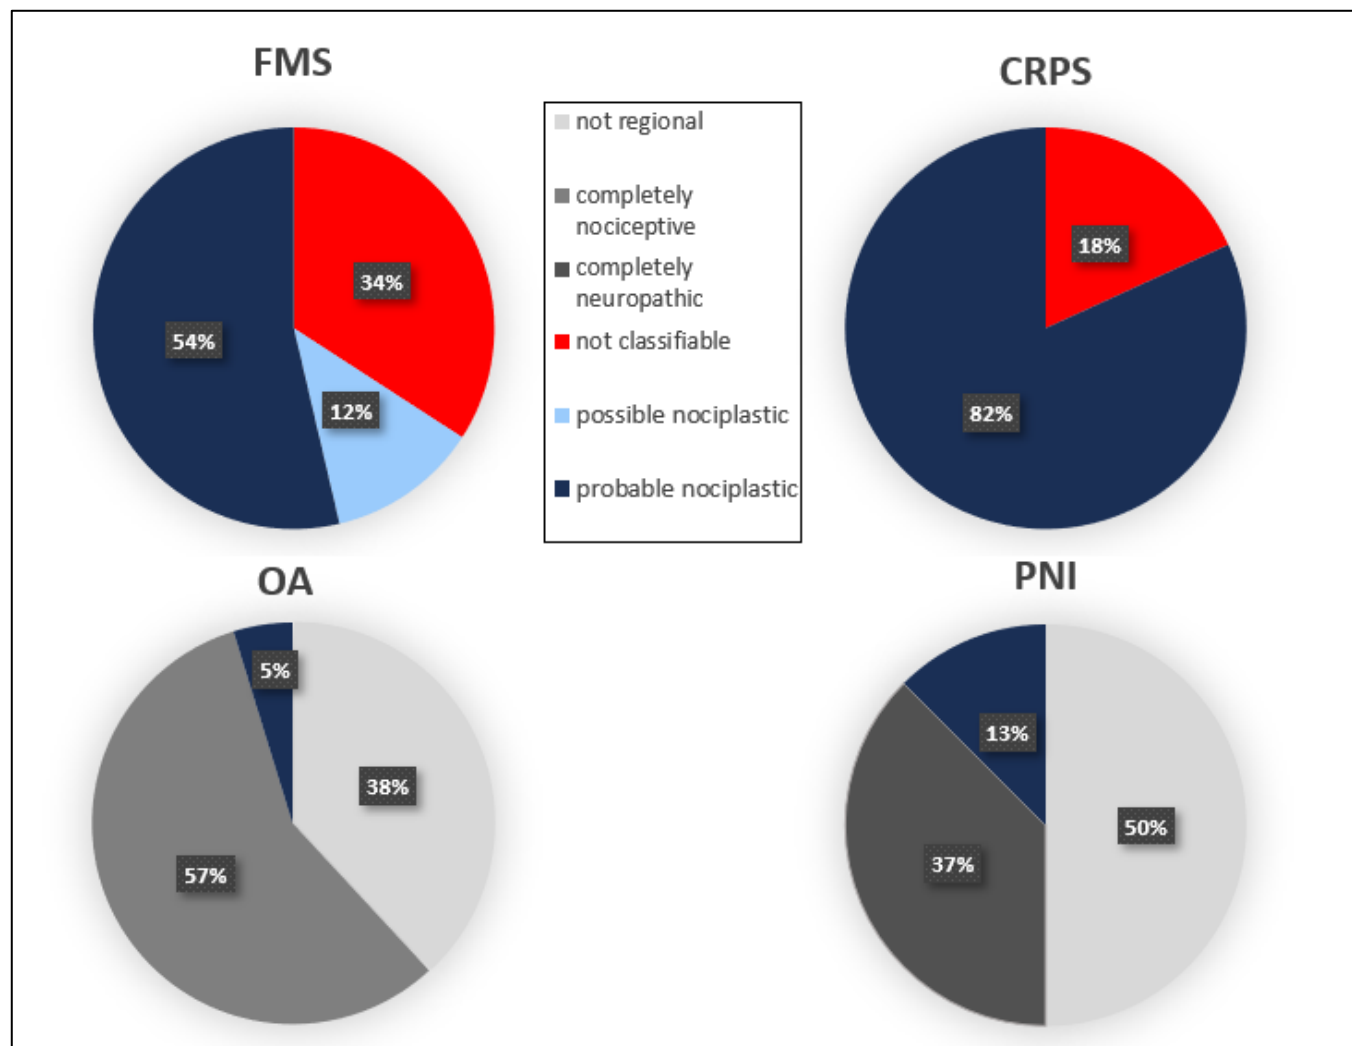 FMS
34%
12%
54%
not regional
completely
nociceptive
completely
neuropathic
not classifiable
possible nociplastic
probable nociplastic
CRPS
18%
82%
OA
5%
38%
57%
PNI
13%
50%
37%